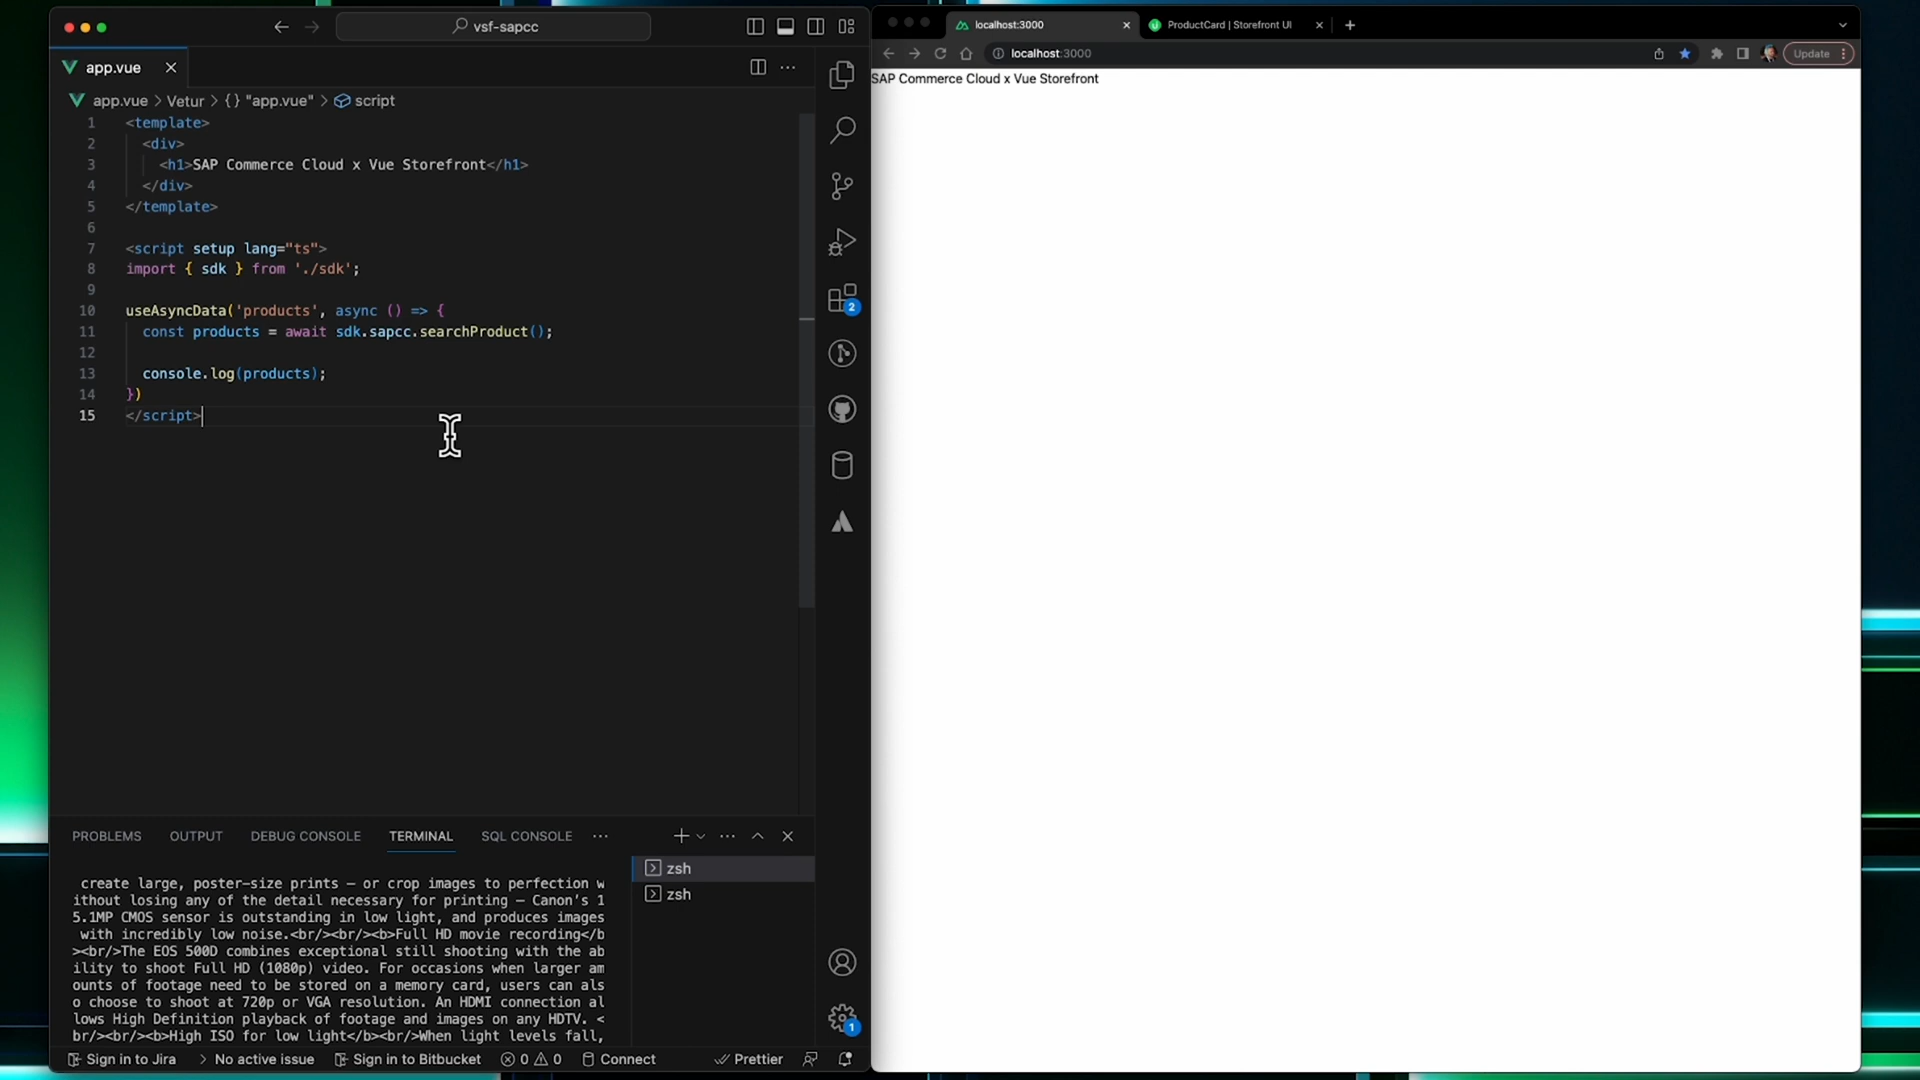 vsf-sapcc
app.vue
app.vue > Vetur > {} "app.vue" > script
1 <template>
2 <div>
3 <h1>SAP Commerce Cloud x Vue Storefront</h1>
4 </div>
5 </template>
6
7 <script setup lang="ts">
8 import { sdk } from './sdk';
9
10 useAsyncData('products', async () => {
11 const products = await sdk.sapcc.searchProduct();
12
13 console.log(products);
14 })
15 </script>
2
PROBLEMS OUTPUT DEBUG CONSOLE TERMINAL SQL CONSOLE
create large, poster-size prints – or crop images to perfection w
ithout losing any of the detail necessary for printing – Canon's 1
5.1MP CMOS sensor is outstanding in low light, and produces images
with incredibly low noise.<br/><br/><b>Full HD movie recording</b
><br/>The EOS 500D combines exceptional still shooting with the ab
ility to shoot Full HD (1080p) video. For occasions when larger am
ounts of footage need to be stored on a memory card, users can als
o choose to shoot at 720p or VGA resolution. An HDMI connection al
lows High Definition playback of footage and images on any HDTV. <
br/><br/><b>High ISO for low light</b><br/>When light levels fall,
zsh
zsh
1
Sign in to Jira No active issue Sign in to Bitbucket 0 0 Connect Prettier
localhost:3000
ProductCard | Storefront UI
localhost:3000
Update
SAP Commerce Cloud x Vue Storefront